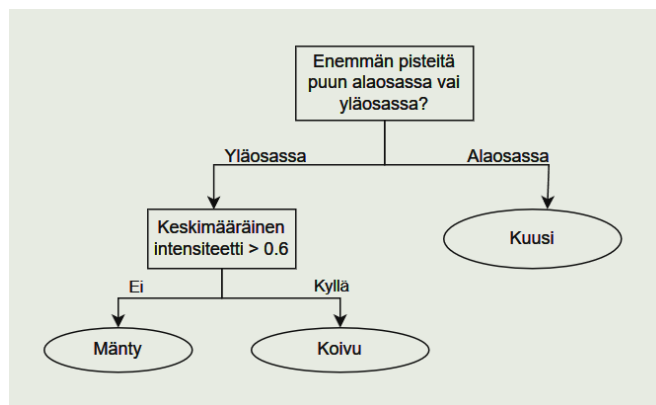 Enemmän pisteitä
puun alaosassa vai
yläosassa?
Yläosassa
Alaosassa
Keskimääräinen
intensiteetti > 0.6
Kuusi
Ei
Kyllä
Mänty
Koivu